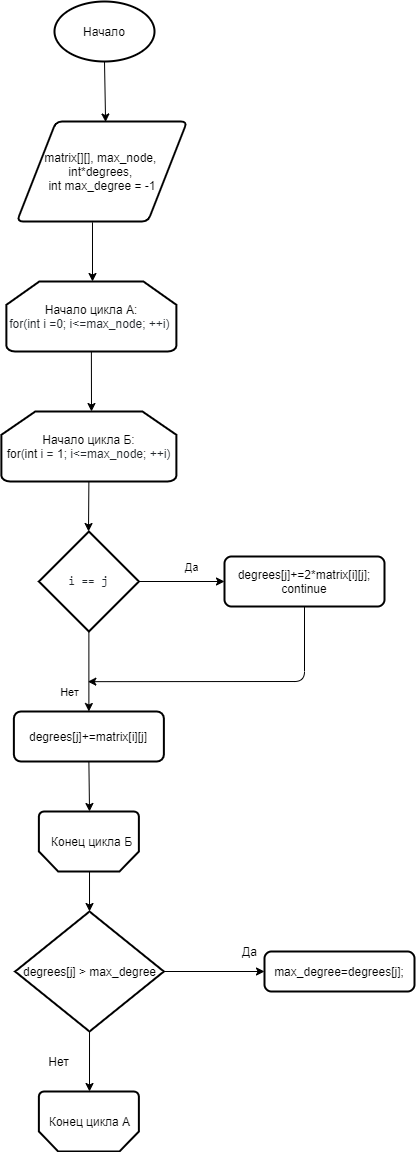 Начало
matrix[][], max_node,
int*degrees,
int max_degree = -1
Начало цикла А:
for(int i =0; i<=max_node; ++i)
Начало цикла Б:
for(int i = 1; i<=max_node; ++i)
i == j
Да
degrees[j]+=2*matrix[i][j];
continue
Нет
degrees[j]+=matrix[i][j]
Конец цикла Б
degrees[j] > max_degree
Да
max_degree=degrees[j];
Нет
Конец цикла А